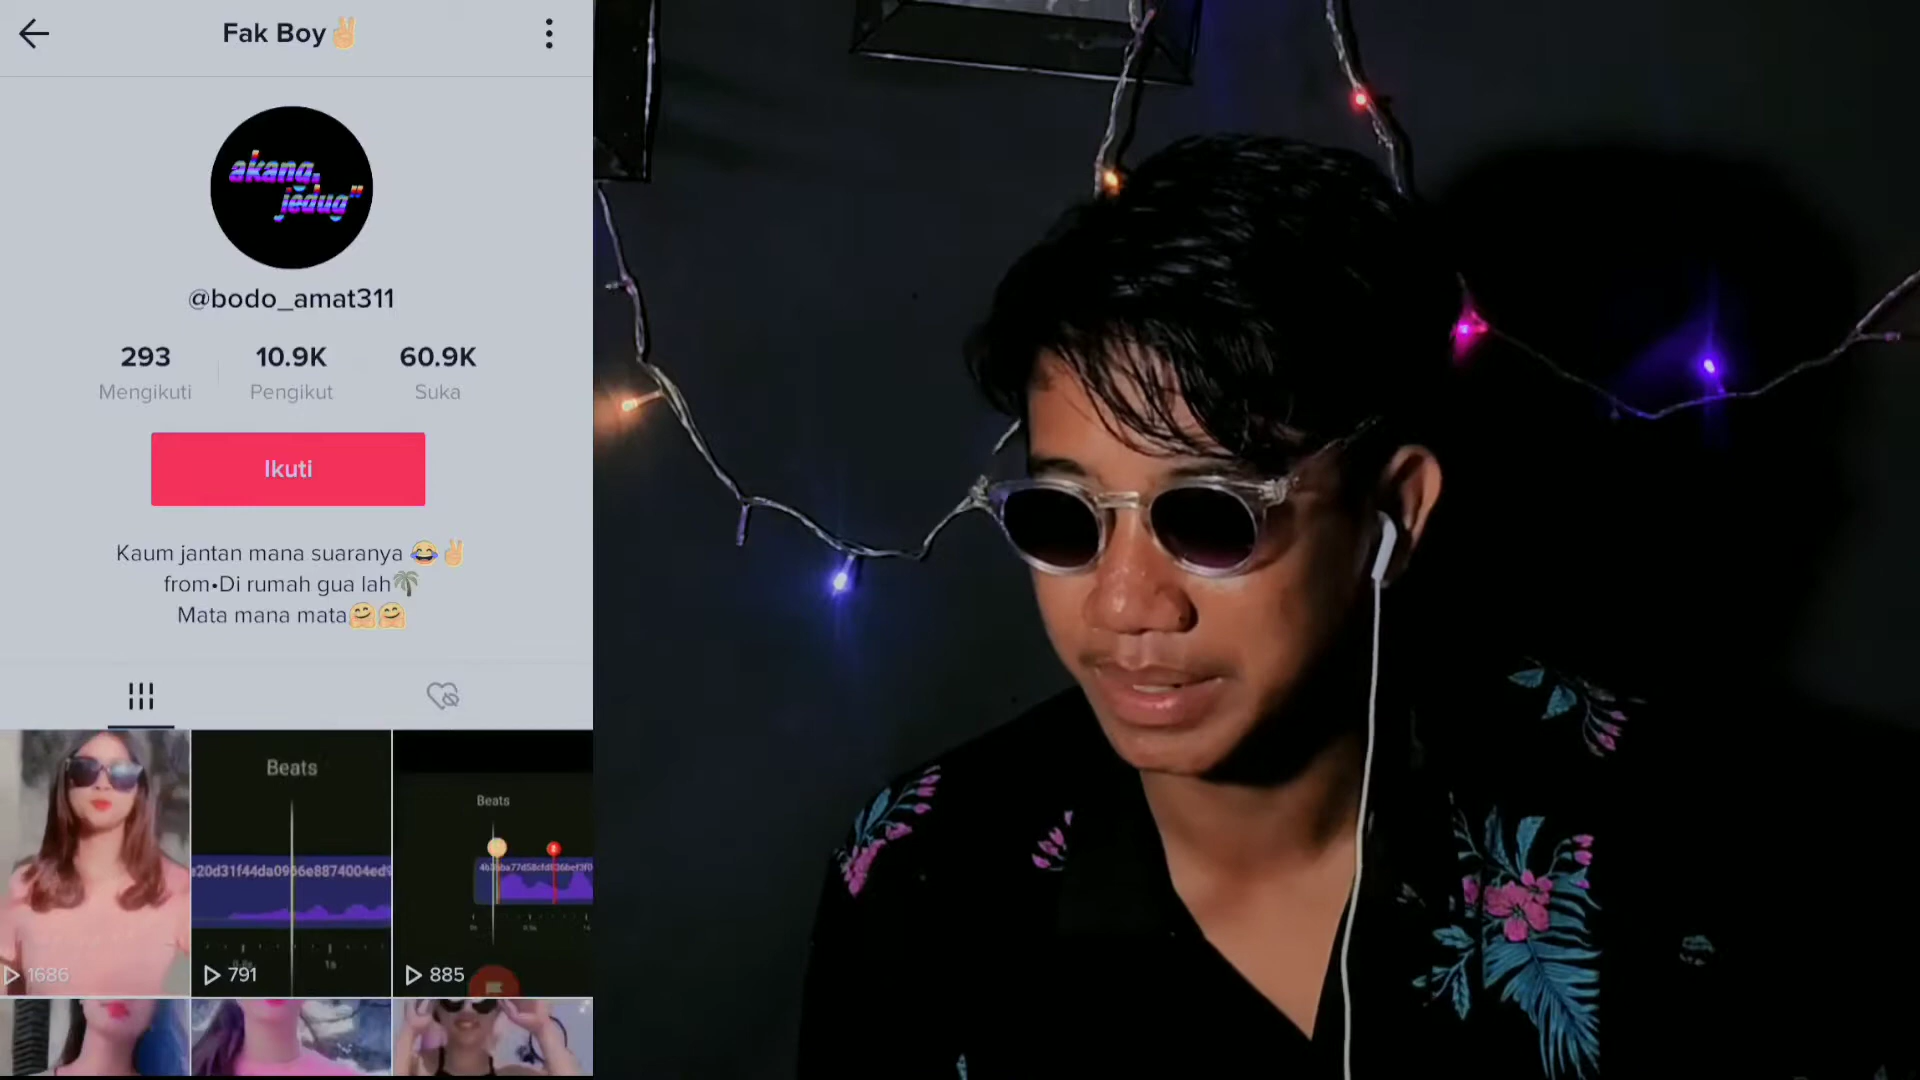 Fak Boy✌🏼
akang.
jedug"
@bodo_amat311
293 10.9K 60.9K
Mengikuti Pengikut Suka
Ikuti
Kaum jantan mana suaranya 😂✌🏼
from•Di rumah gua lah🌴
Mata mana mata🤗🤗
Beats
Beats
1686 791 885